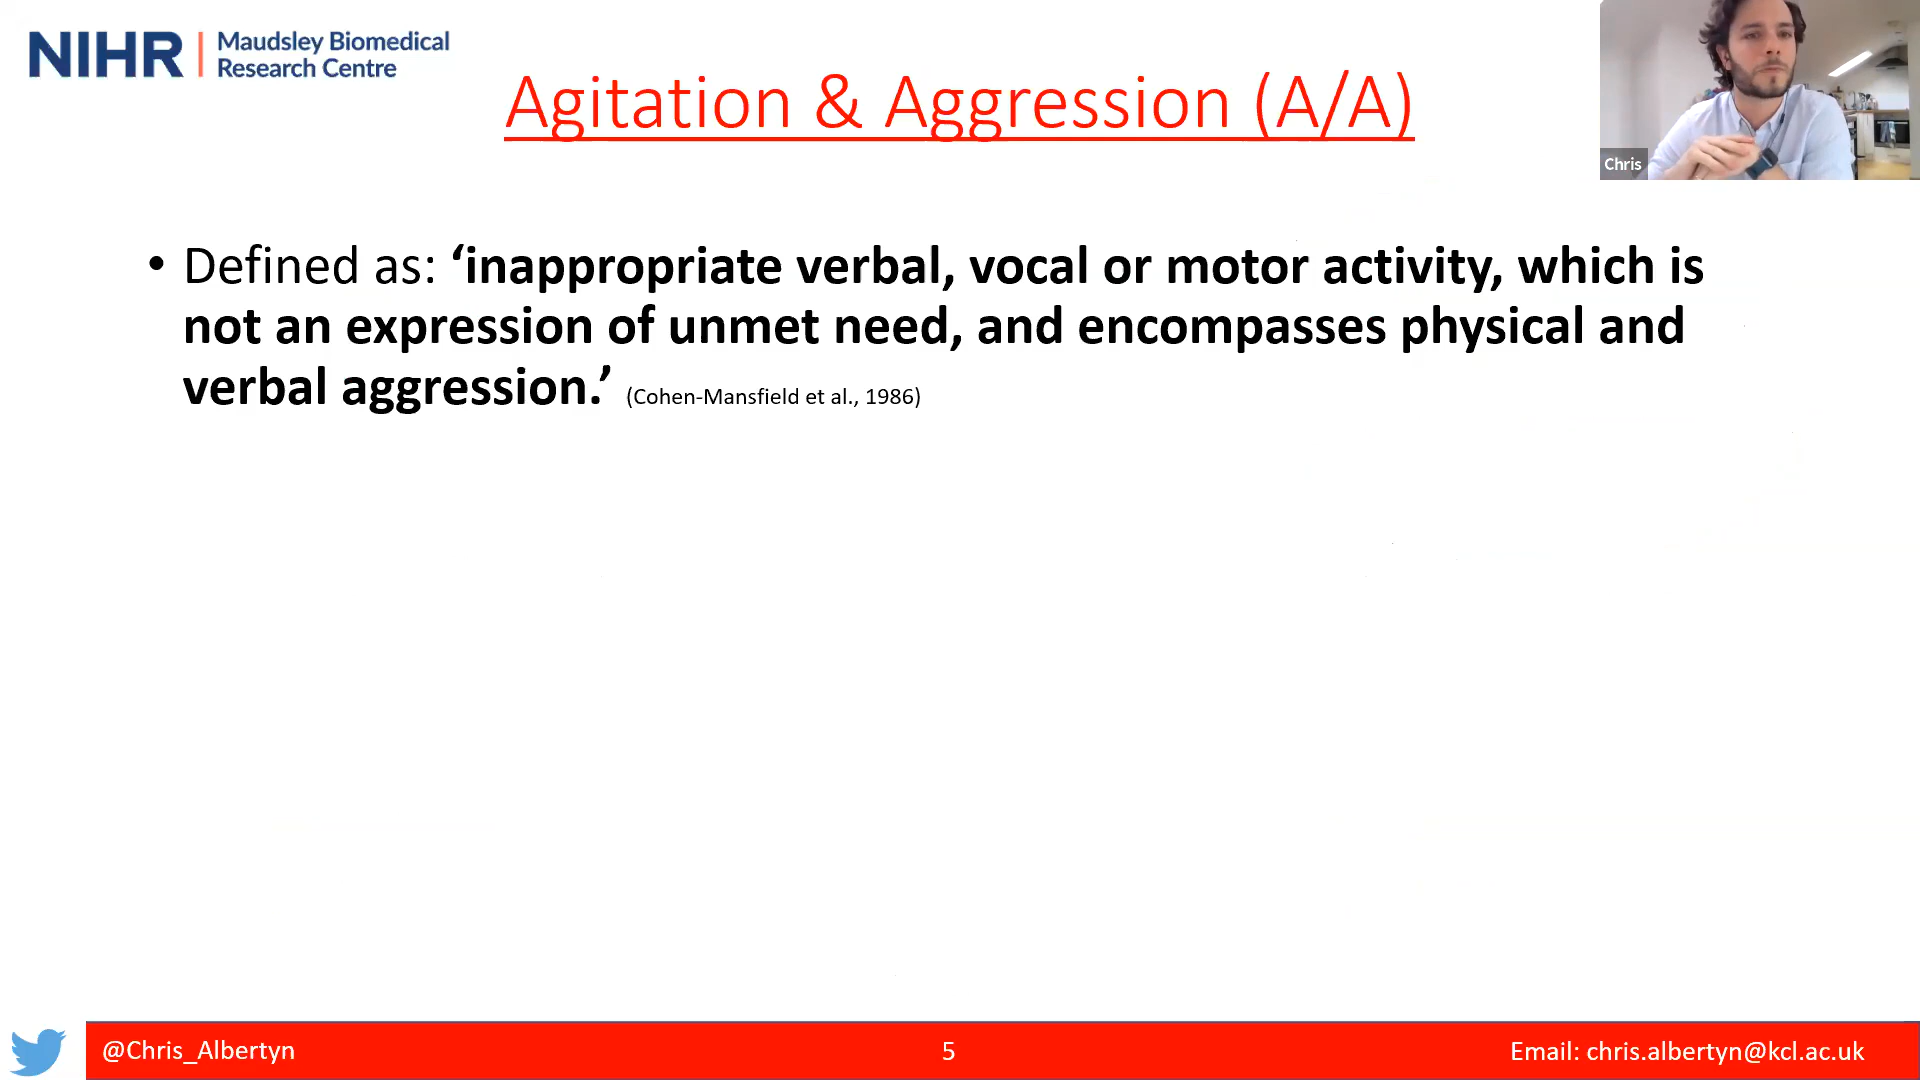 NIHR | Maudsley Biomedical
Research Centre
Agitation & Aggression (A/A)
Chris
• Defined as: ‘inappropriate verbal, vocal or motor activity, which is
not an expression of unmet need, and encompasses physical and
verbal aggression.’ (Cohen-Mansfield et al., 1986)
@Chris_Albertyn
5
Email: chris.albertyn@kcl.ac.uk